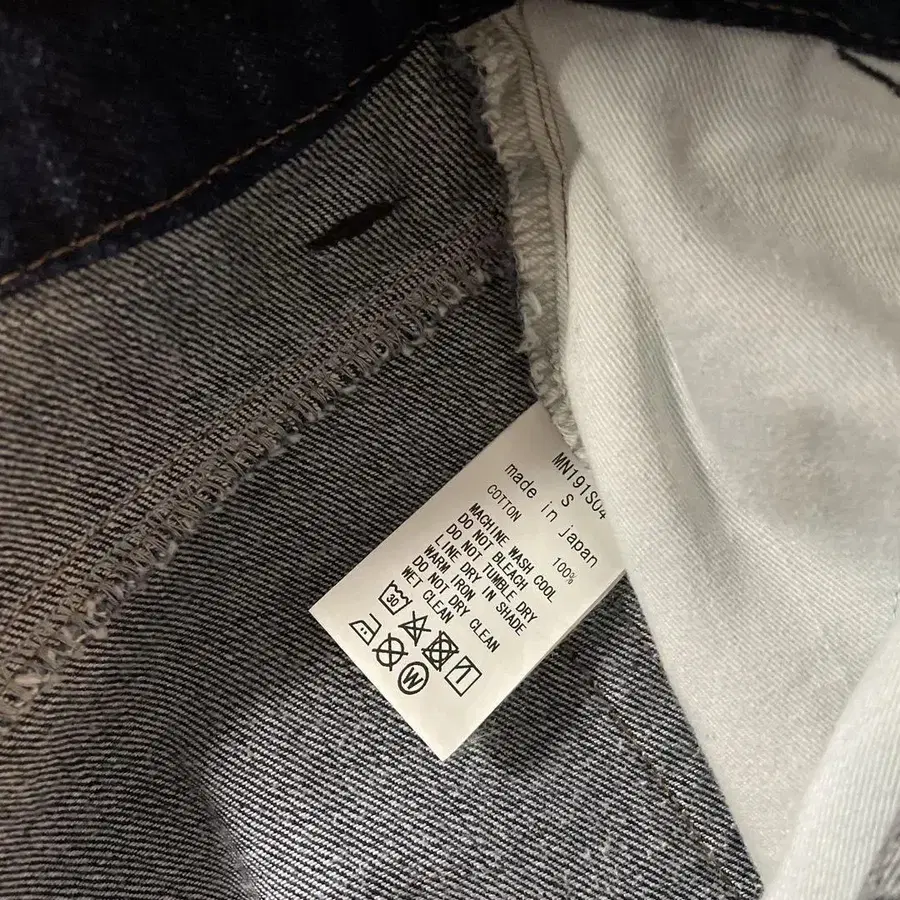 MN191S04
S
made in japan
COTTON 100%
MACHINE WASH COOL
DO NOT BLEACH
DO NOT TUMBLE DRY
LINE DRY IN SHADE
WARM IRON
DO NOT DRY CLEAN
WET CLEAN
30
W